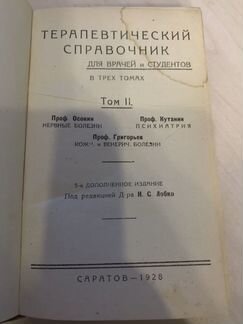 ТЕРАПЕВТИЧЕСКИЙ
СПРАВОЧНИК
ДЛЯ ВРАЧЕЙ и СТУДЕНТОВ
В ТРЕХ ТОМАХ
Том II.
Проф. Осокин
НЕРВНЫЕ БОЛЕЗНИ
Проф. Кутанин
ПСИХИАТРИЯ
Проф. Григорьев
КОЖН. и ВЕНЕРИЧ. БОЛЕЗНИ
5-е ДОПОЛНЕННОЕ ИЗДАНИЕ
Под редакцией Д-ра И. С. Лобко
САРАТОВ—1928